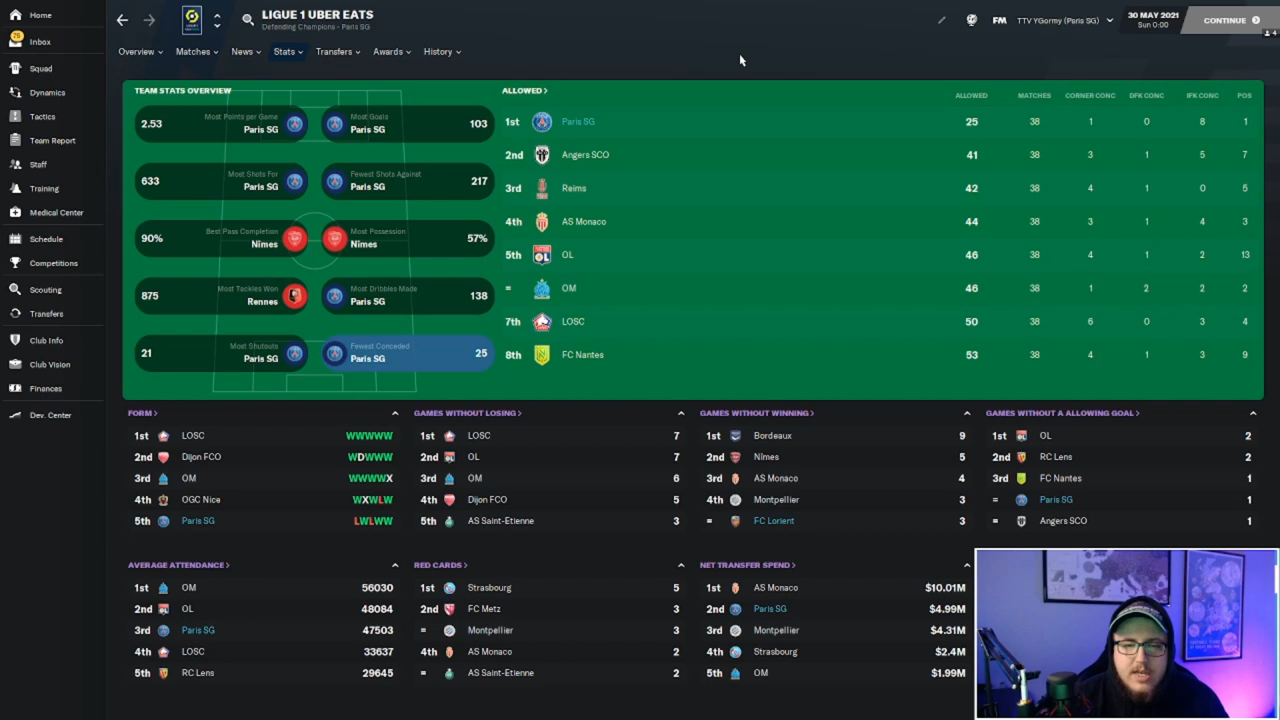 Home
Inbox
Squad
Dynamics
Tactics
Team Report
Staff
Training
Medical Center
Schedule
Competitions
Scouting
Transfers
Club Info
Club Vision
Finances
Dev. Center
LIGUE 1 UBER EATS
Defending Champions - Paris SG
FM TTV YGormy (Paris SG)
30 MAY 2021
Sun 0:00
CONTINUE
4
Overview Matches News Stats Transfers Awards History
TEAM STATS OVERVIEW
2.53 Most Points per Game Paris SG
Most Goals Paris SG 103
633 Most Shots For Paris SG
Fewest Shots Against Paris SG 217
90% Best Pass Completion Nîmes
Most Possession Nîmes 57%
875 Most Tackles Won Rennes
Most Dribbles Made Paris SG 138
21 Most Shutouts Paris SG
Fewest Conceded Paris SG 25
ALLOWED > ALLOWED MATCHES CORNER CONC DFK CONC IFK CONC POS
1st Paris SG 25 38 1 0 8 1
2nd Angers SCO 41 38 3 1 5 7
3rd Reims 42 38 4 1 0 5
4th AS Monaco 44 38 3 1 4 3
5th OL 46 38 4 1 2 13
= OM 46 38 1 2 2 2
7th LOSC 50 38 6 0 3 4
8th FC Nantes 53 38 4 1 3 9
FORM >
1st LOSC WWWWW
2nd Dijon FCO WDWWW
3rd OM WWWWX
4th OGC Nice WXWLW
5th Paris SG LWLWW
GAMES WITHOUT LOSING >
1st LOSC 7
2nd OL 7
3rd OM 6
4th Dijon FCO 5
5th AS Saint-Etienne 3
GAMES WITHOUT WINNING >
1st Bordeaux 9
2nd Nîmes 5
3rd AS Monaco 4
4th Montpellier 3
= FC Lorient 3
GAMES WITHOUT A ALLOWING GOAL >
1st OL 2
2nd RC Lens 2
3rd FC Nantes 1
= Paris SG 1
= Angers SCO 1
AVERAGE ATTENDANCE >
1st OM 56030
2nd OL 48084
3rd Paris SG 47503
4th LOSC 33637
5th RC Lens 29645
RED CARDS >
1st Strasbourg 5
2nd FC Metz 3
= Montpellier 3
4th AS Monaco 2
= AS Saint-Etienne 2
NET TRANSFER SPEND >
1st AS Monaco $10.01M
2nd Paris SG $4.99M
3rd Montpellier $4.31M
4th Strasbourg $2.4M
5th OM $1.99M